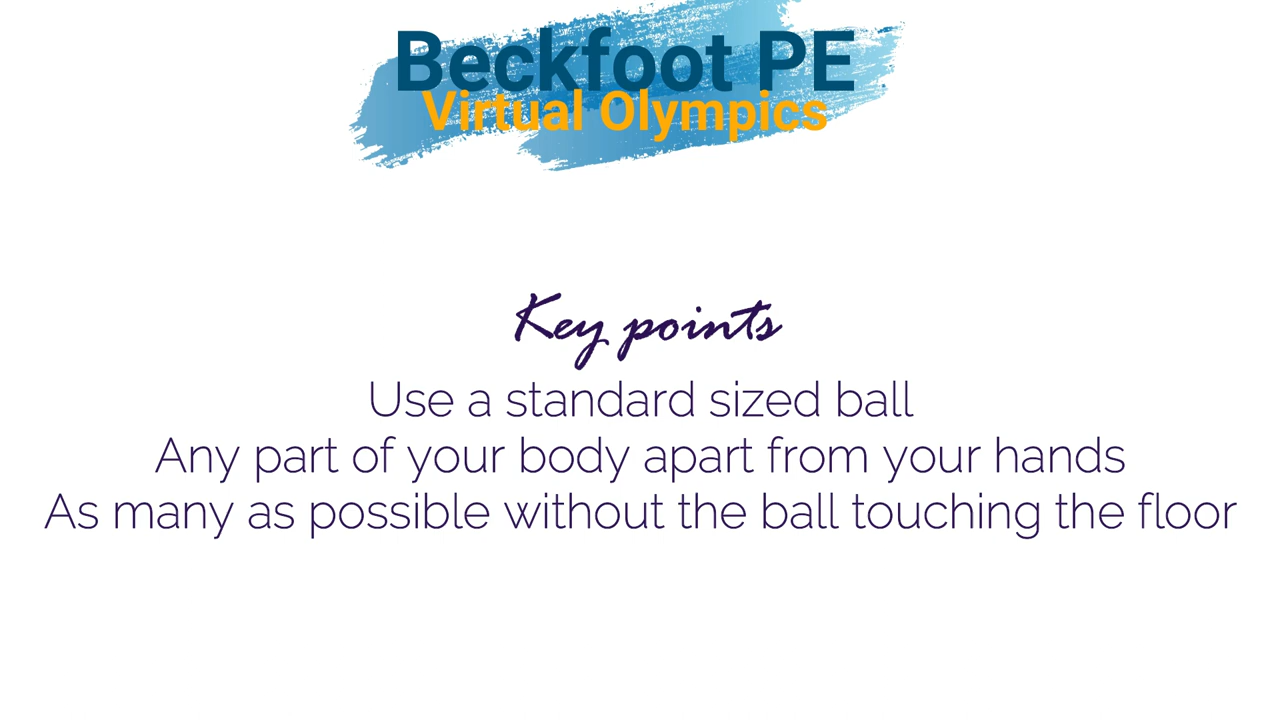 Beckfoot PE
Virtual Olympics
Key points
Use a standard sized ball
Any part of your body apart from your hands
As many as possible without the ball touching the floor